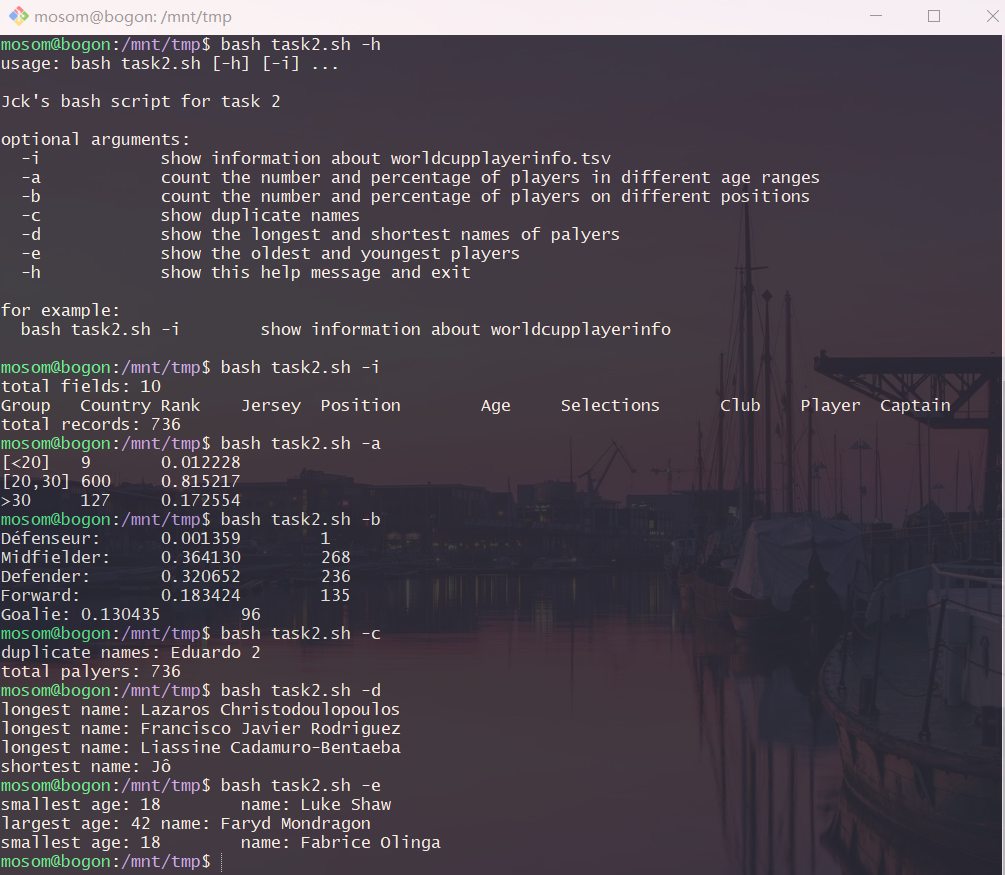 mosom@bogon: /mnt/tmp
mosom@bogon:/mnt/tmp$ bash task2.sh -h
usage: bash task2.sh [-h] [-i] ...
Jck's bash script for task 2
optional arguments:
-i show information about worldcupplayerinfo.tsv
-a count the number and percentage of players in different age ranges
-b count the number and percentage of players on different positions
-c show duplicate names
-d show the longest and shortest names of palyers
-e show the oldest and youngest players
-h show this help message and exit
for example:
bash task2.sh -i show information about worldcupplayerinfo
mosom@bogon:/mnt/tmp$ bash task2.sh -i
total fields: 10
Group Country Rank Jersey Position Age Selections Club Player Captain
total records: 736
mosom@bogon:/mnt/tmp$ bash task2.sh -a
[<20] 9 0.012228
[20,30] 600 0.815217
>30 127 0.172554
mosom@bogon:/mnt/tmp$ bash task2.sh -b
Défenseur: 0.001359 1
Midfielder: 0.364130 268
Defender: 0.320652 236
Forward: 0.183424 135
Goalie: 0.130435 96
mosom@bogon:/mnt/tmp$ bash task2.sh -c
duplicate names: Eduardo 2
total palyers: 736
mosom@bogon:/mnt/tmp$ bash task2.sh -d
longest name: Lazaros Christodoulopoulos
longest name: Francisco Javier Rodriguez
longest name: Liassine Cadamuro-Bentaeba
shortest name: Jô
mosom@bogon:/mnt/tmp$ bash task2.sh -e
smallest age: 18 name: Luke Shaw
largest age: 42 name: Faryd Mondragon
smallest age: 18 name: Fabrice Olinga
mosom@bogon:/mnt/tmp$